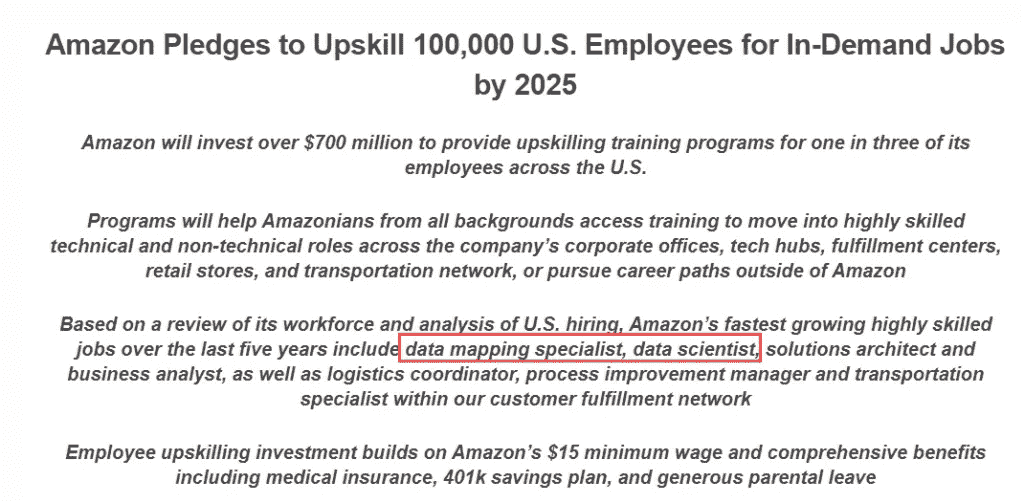 Amazon Pledges to Upskill 100,000 U.S. Employees for In-Demand Jobs
by 2025
Amazon will invest over $700 million to provide upskilling training programs for one in three of its
employees across the U.S.
Programs will help Amazonians from all backgrounds access training to move into highly skilled
technical and non-technical roles across the company’s corporate offices, tech hubs, fulfillment centers,
retail stores, and transportation network, or pursue career paths outside of Amazon
Based on a review of its workforce and analysis of U.S. hiring, Amazon’s fastest growing highly skilled
jobs over the last five years include data mapping specialist, data scientist, solutions architect and
business analyst, as well as logistics coordinator, process improvement manager and transportation
specialist within our customer fulfillment network
Employee upskilling investment builds on Amazon’s $15 minimum wage and comprehensive benefits
including medical insurance, 401k savings plan, and generous parental leave